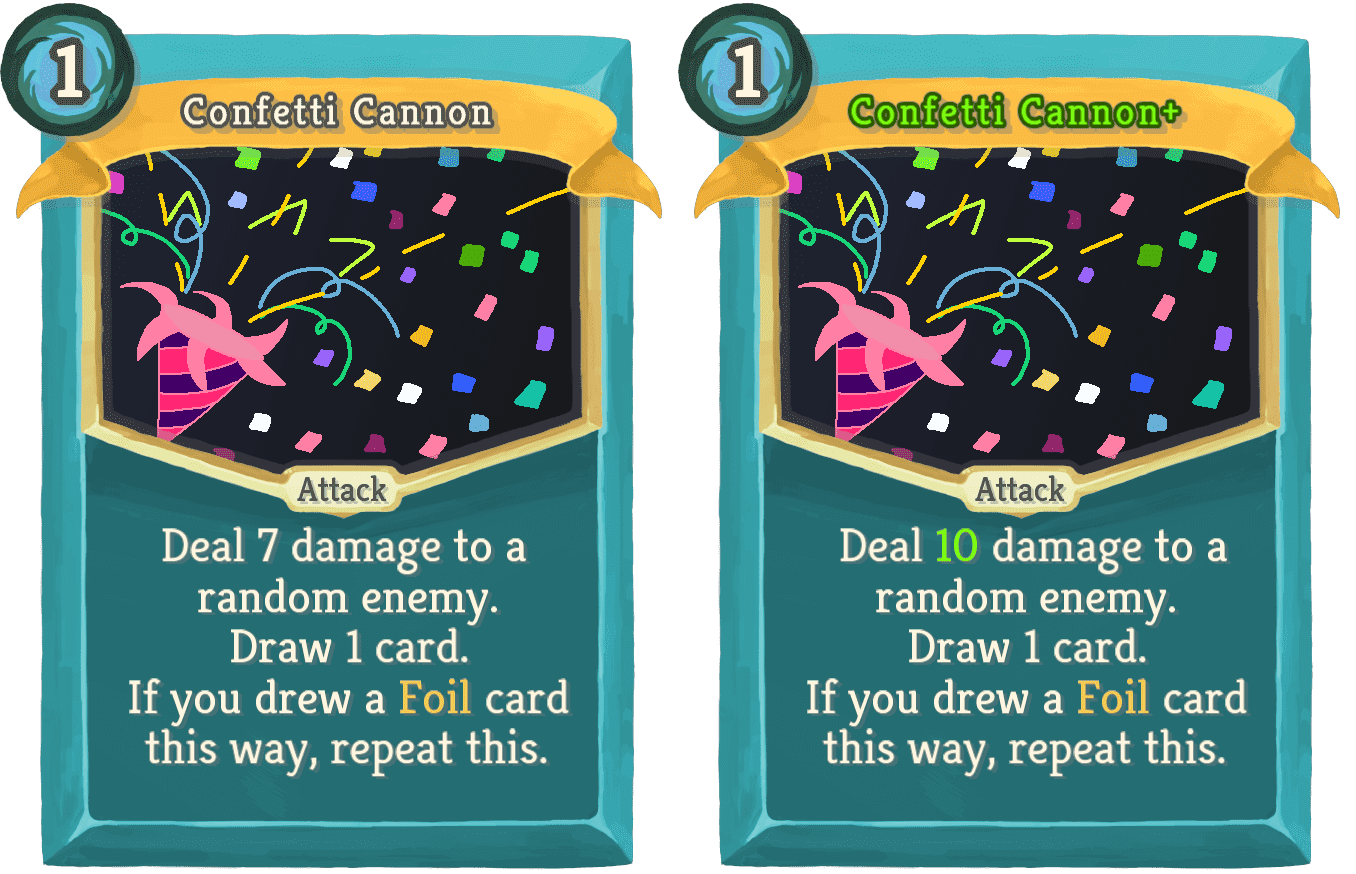 1
Confetti Cannon
Attack
Deal 7 damage to a
random enemy.
Draw 1 card.
If you drew a Foil card
this way, repeat this.
1
Confetti Cannon+
Attack
Deal 10 damage to a
random enemy.
Draw 1 card.
If you drew a Foil card
this way, repeat this.